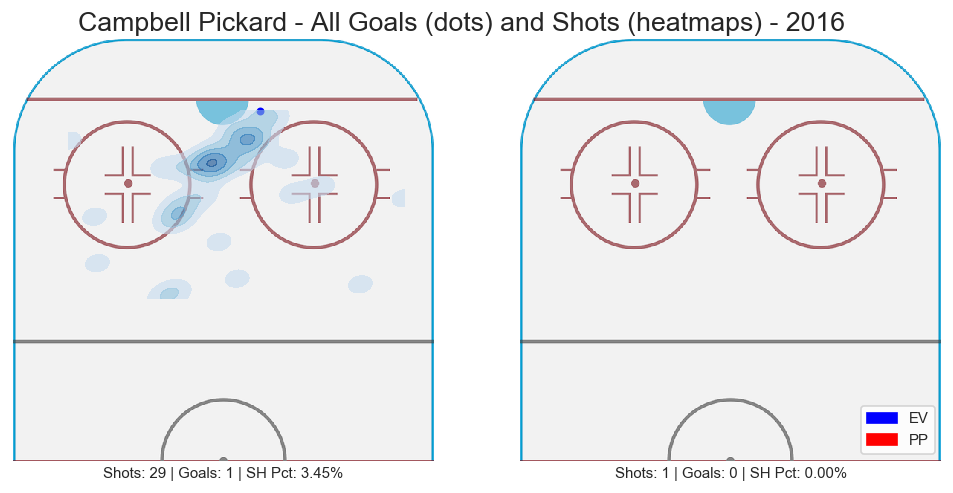 Campbell Pickard - All Goals (dots) and Shots (heatmaps) - 2016
EV
PP
Shots: 29 | Goals: 1 | SH Pct: 3.45%
Shots: 1 | Goals: 0 | SH Pct: 0.00%